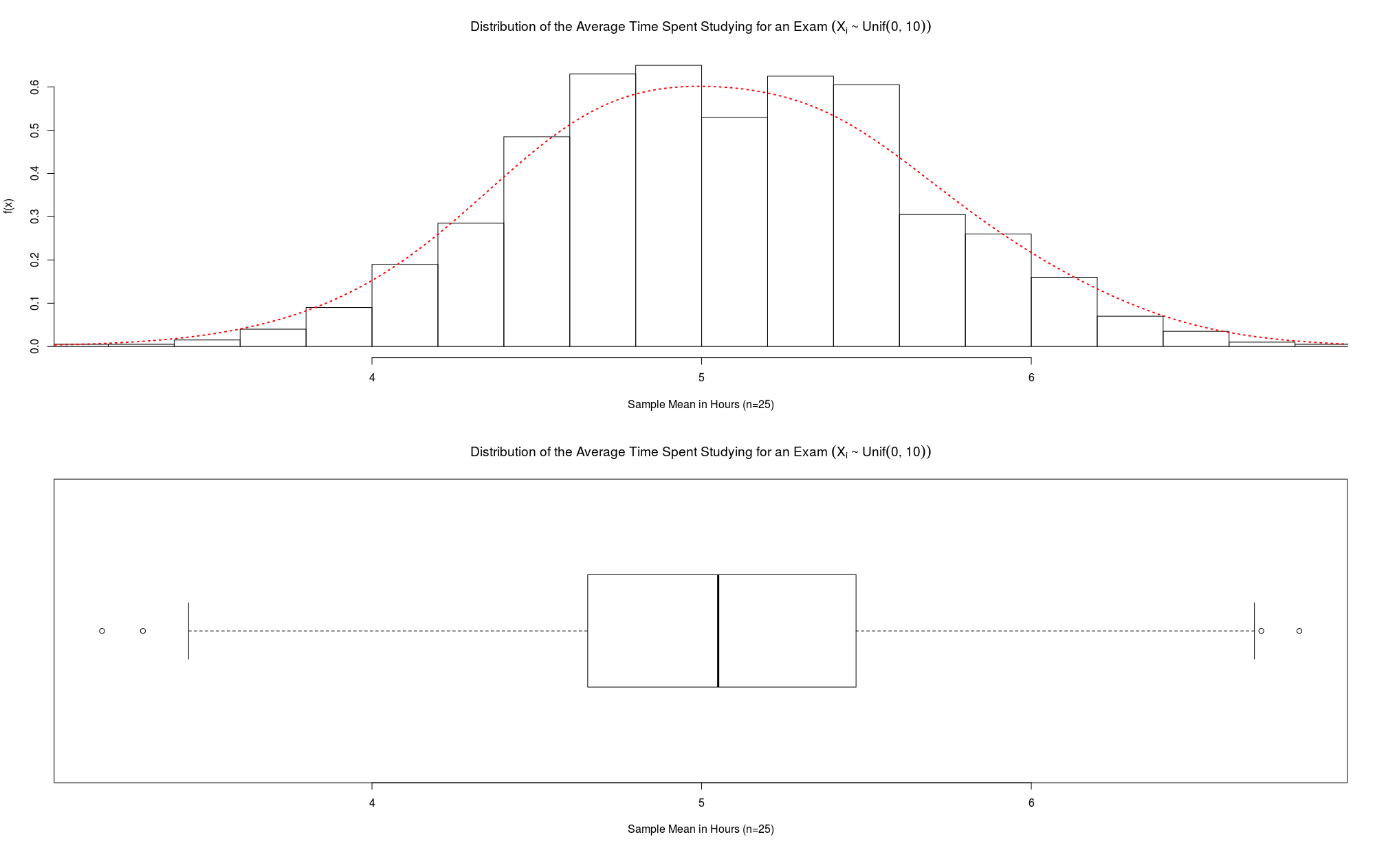 Distribution of the Average Time Spent Studying for an Exam (Xᵢ ~ Unif(0, 10))
f(x)
0.6
0.5
0.4
0.3
0.2
0.1
0.0
4 5 6
Sample Mean in Hours (n=25)
Distribution of the Average Time Spent Studying for an Exam (Xᵢ ~ Unif(0, 10))
4 5 6
Sample Mean in Hours (n=25)